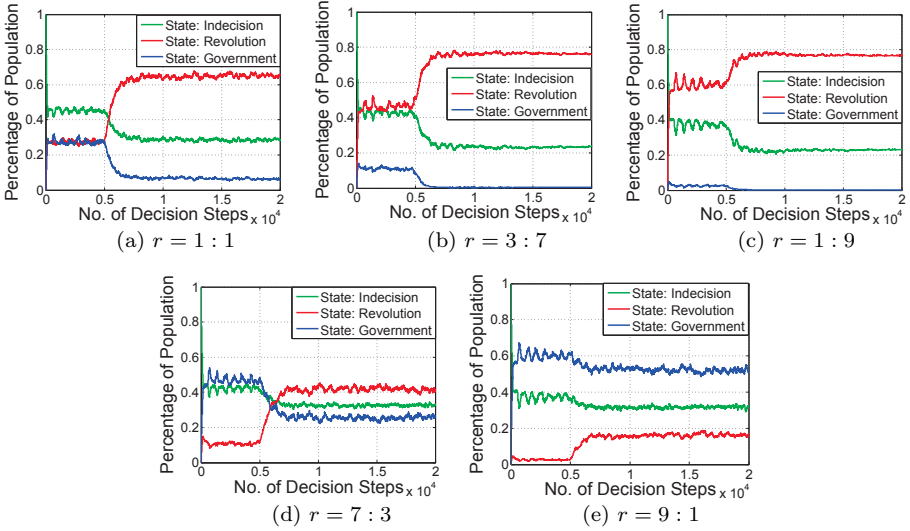 Percentage of Population
1
0.8
0.6
0.4
0.2
0
State: Indecision
State: Revolution
State: Government
0 0.5 1 1.5 2
No. of Decision Steps x 10^4
(a) r = 1 : 1
Percentage of Population
1
0.8
0.6
0.4
0.2
0
State: Indecision
State: Revolution
State: Government
0 0.5 1 1.5 2
No. of Decision Steps x 10^4
(b) r = 3 : 7
Percentage of Population
1
0.8
0.6
0.4
0.2
0
State: Indecision
State: Revolution
State: Government
0 0.5 1 1.5 2
No. of Decision Steps x 10^4
(c) r = 1 : 9
Percentage of Population
1
0.8
0.6
0.4
0.2
0
State: Indecision
State: Revolution
State: Government
0 0.5 1 1.5 2
No. of Decision Steps x 10^4
(d) r = 7 : 3
Percentage of Population
1
0.8
0.6
0.4
0.2
0
State: Indecision
State: Revolution
State: Government
0 0.5 1 1.5 2
No. of Decision Steps x 10^4
(e) r = 9 : 1